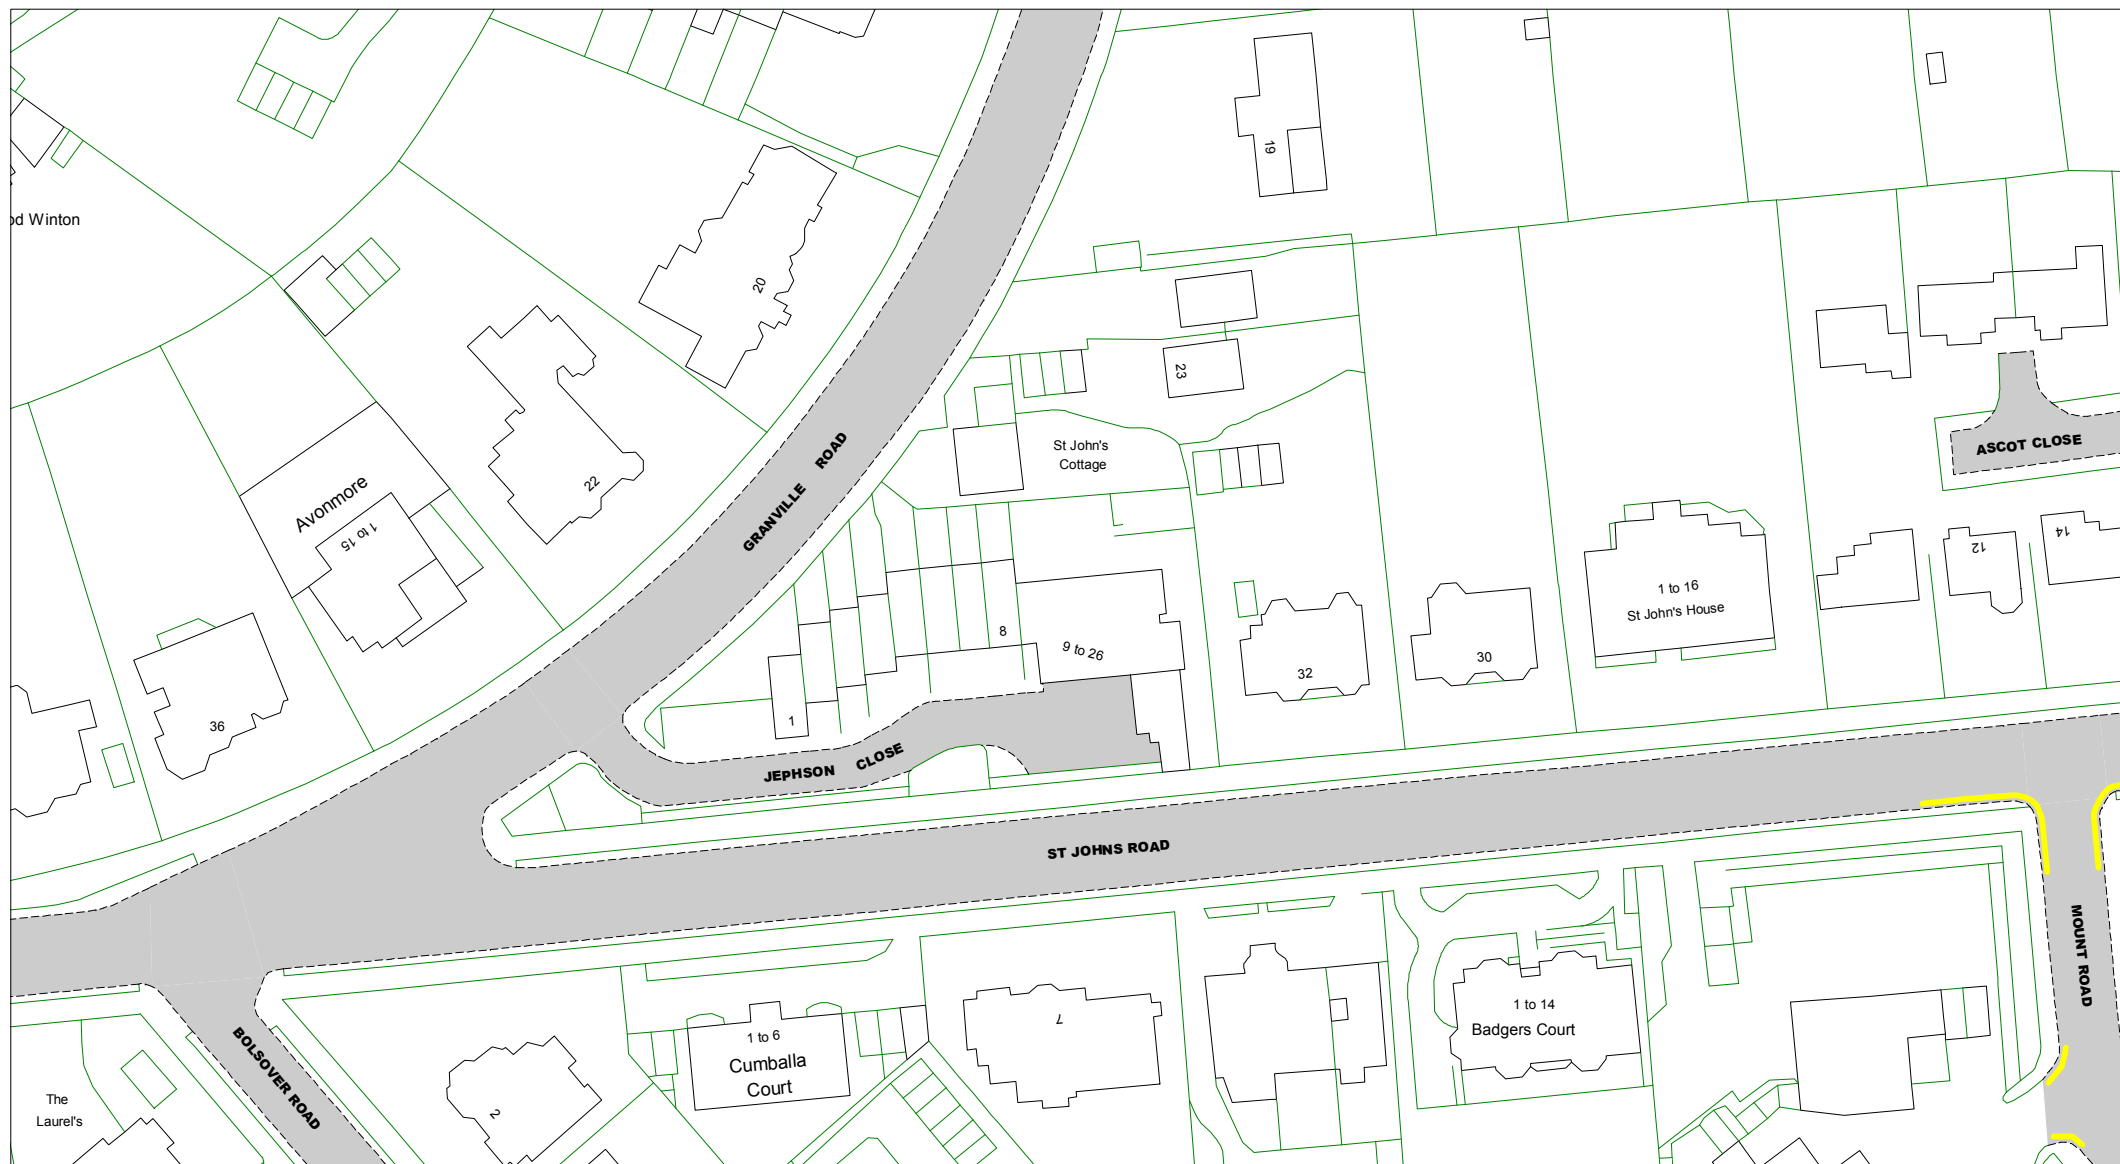 19
od Winton
20
23
GRANVILLE ROAD
St John's
Cottage
ASCOT CLOSE
22
Avonmore
1 to 15
14
12
1 to 16
St John's House
8
9 to 26
30
32
36
1
JEPHSON CLOSE
ST JOHNS ROAD
MOUNT ROAD
1 to 14
Badgers Court
7
1 to 6
Cumballa
Court
BOLSOVER ROAD
2
The
Laurel's